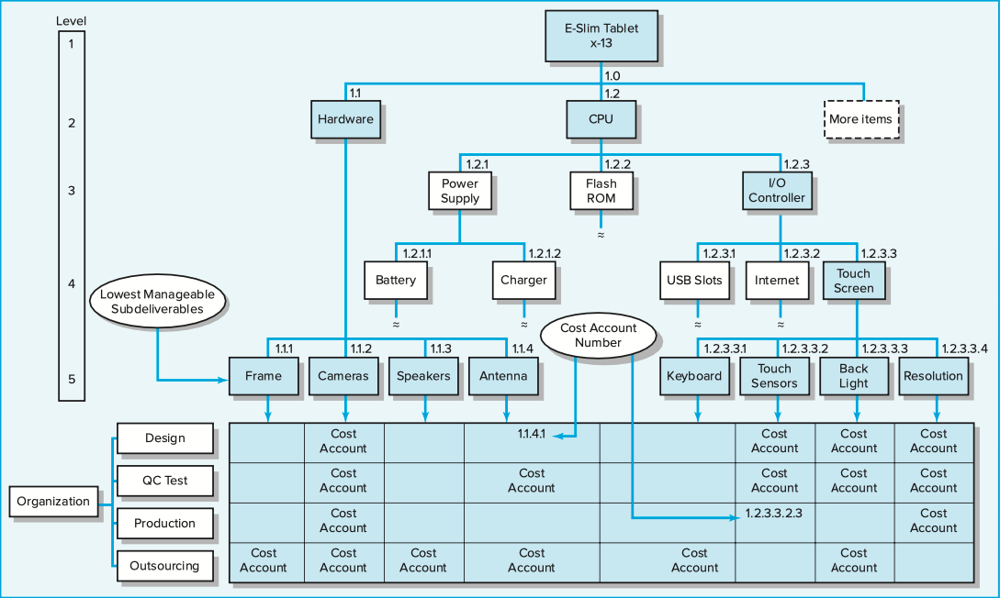 Level
E-Slim Tablet
x-13
1
1.0
1.1
1.2
2
Hardware
CPU
More items
1.2.1
1.2.2
1.2.3
3
Power
Supply
Flash
ROM
I/O
Controller
≈
1.2.1.1
1.2.1.2
1.2.3.1
1.2.3.2
1.2.3.3
4
Battery
Charger
USB Slots
Internet
Touch
Screen
Lowest Manageable
Subdeliverables
≈
≈
≈
≈
Cost Account
Number
1.1.1
1.1.2
1.1.3
1.1.4
1.2.3.3.1
1.2.3.3.2
1.2.3.3.3
1.2.3.3.4
5
Frame
Cameras
Speakers
Antenna
Keyboard
Touch
Sensors
Back
Light
Resolution
Organization
Design
Cost
Account
1.1.4.1
Cost
Account
Cost
Account
Cost
Account
QC Test
Cost
Account
Cost
Account
Cost
Account
Cost
Account
Cost
Account
Production
Cost
Account
1.2.3.3.2.3
Cost
Account
Outsourcing
Cost
Account
Cost
Account
Cost
Account
Cost
Account
Cost
Account
Cost
Account